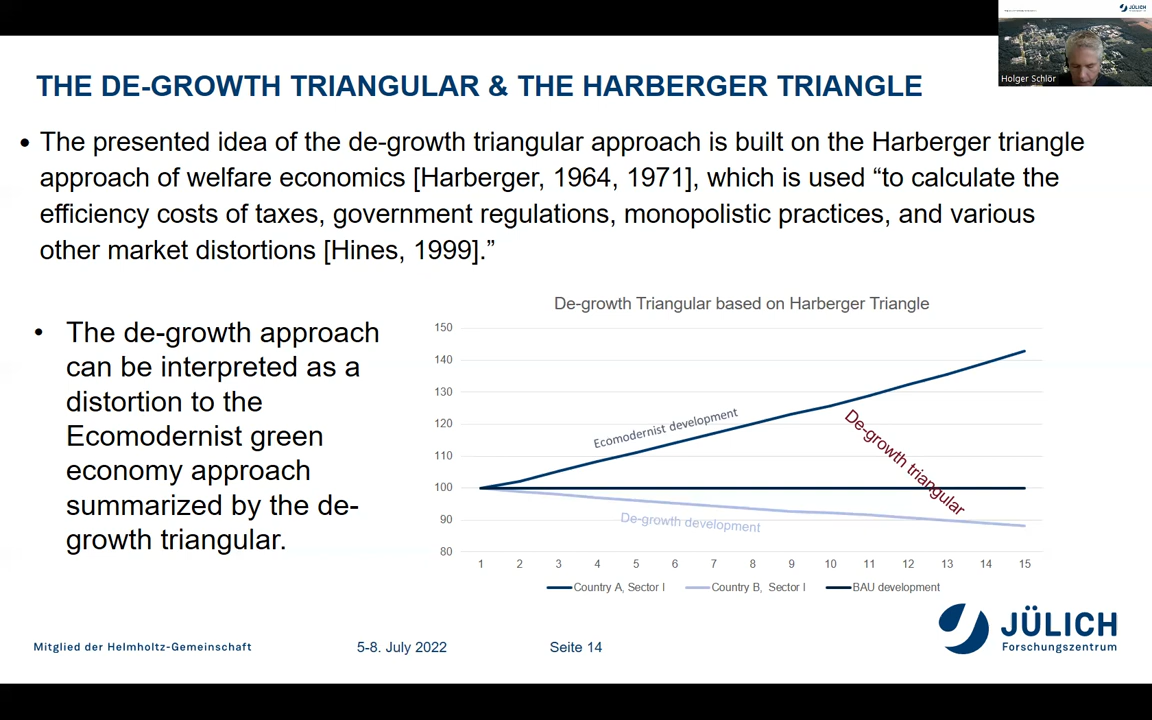 JÜLICH
Holger Schlör
THE DE-GROWTH TRIANGULAR & THE HARBERGER TRIANGLE
• The presented idea of the de-growth triangular approach is built on the Harberger triangle
approach of welfare economics [Harberger, 1964, 1971], which is used “to calculate the
efficiency costs of taxes, government regulations, monopolistic practices, and various
other market distortions [Hines, 1999].”
• The de-growth approach
can be interpreted as a
distortion to the
Ecomodernist green
economy approach
summarized by the de-
growth triangular.
De-growth Triangular based on Harberger Triangle
150
140
130
120
110
100
90
80
Ecomodernist development
De-growth triangular
De-growth development
1 2 3 4 5 6 7 8 9 10 11 12 13 14 15
Country A, Sector I Country B, Sector I BAU development
JÜLICH
Forschungszentrum
Mitglied der Helmholtz-Gemeinschaft 5-8. July 2022 Seite 14